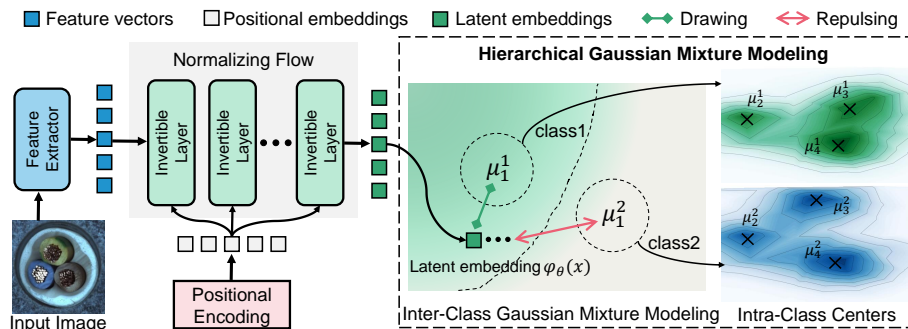 Feature vectors
Positional embeddings
Latent embeddings
Drawing
Repulsing
Normalizing Flow
Hierarchical Gaussian Mixture Modeling
Feature
Extractor
Invertible
Layer
Invertible
Layer
Invertible
Layer
class1
class2
μ₁¹
μ₁²
Latent embedding φ_θ(x)
μ₂¹
μ₃¹
μ₄¹
μ₂²
μ₃²
μ₄²
Positional
Encoding
Input Image
Inter-Class Gaussian Mixture Modeling
Intra-Class Centers